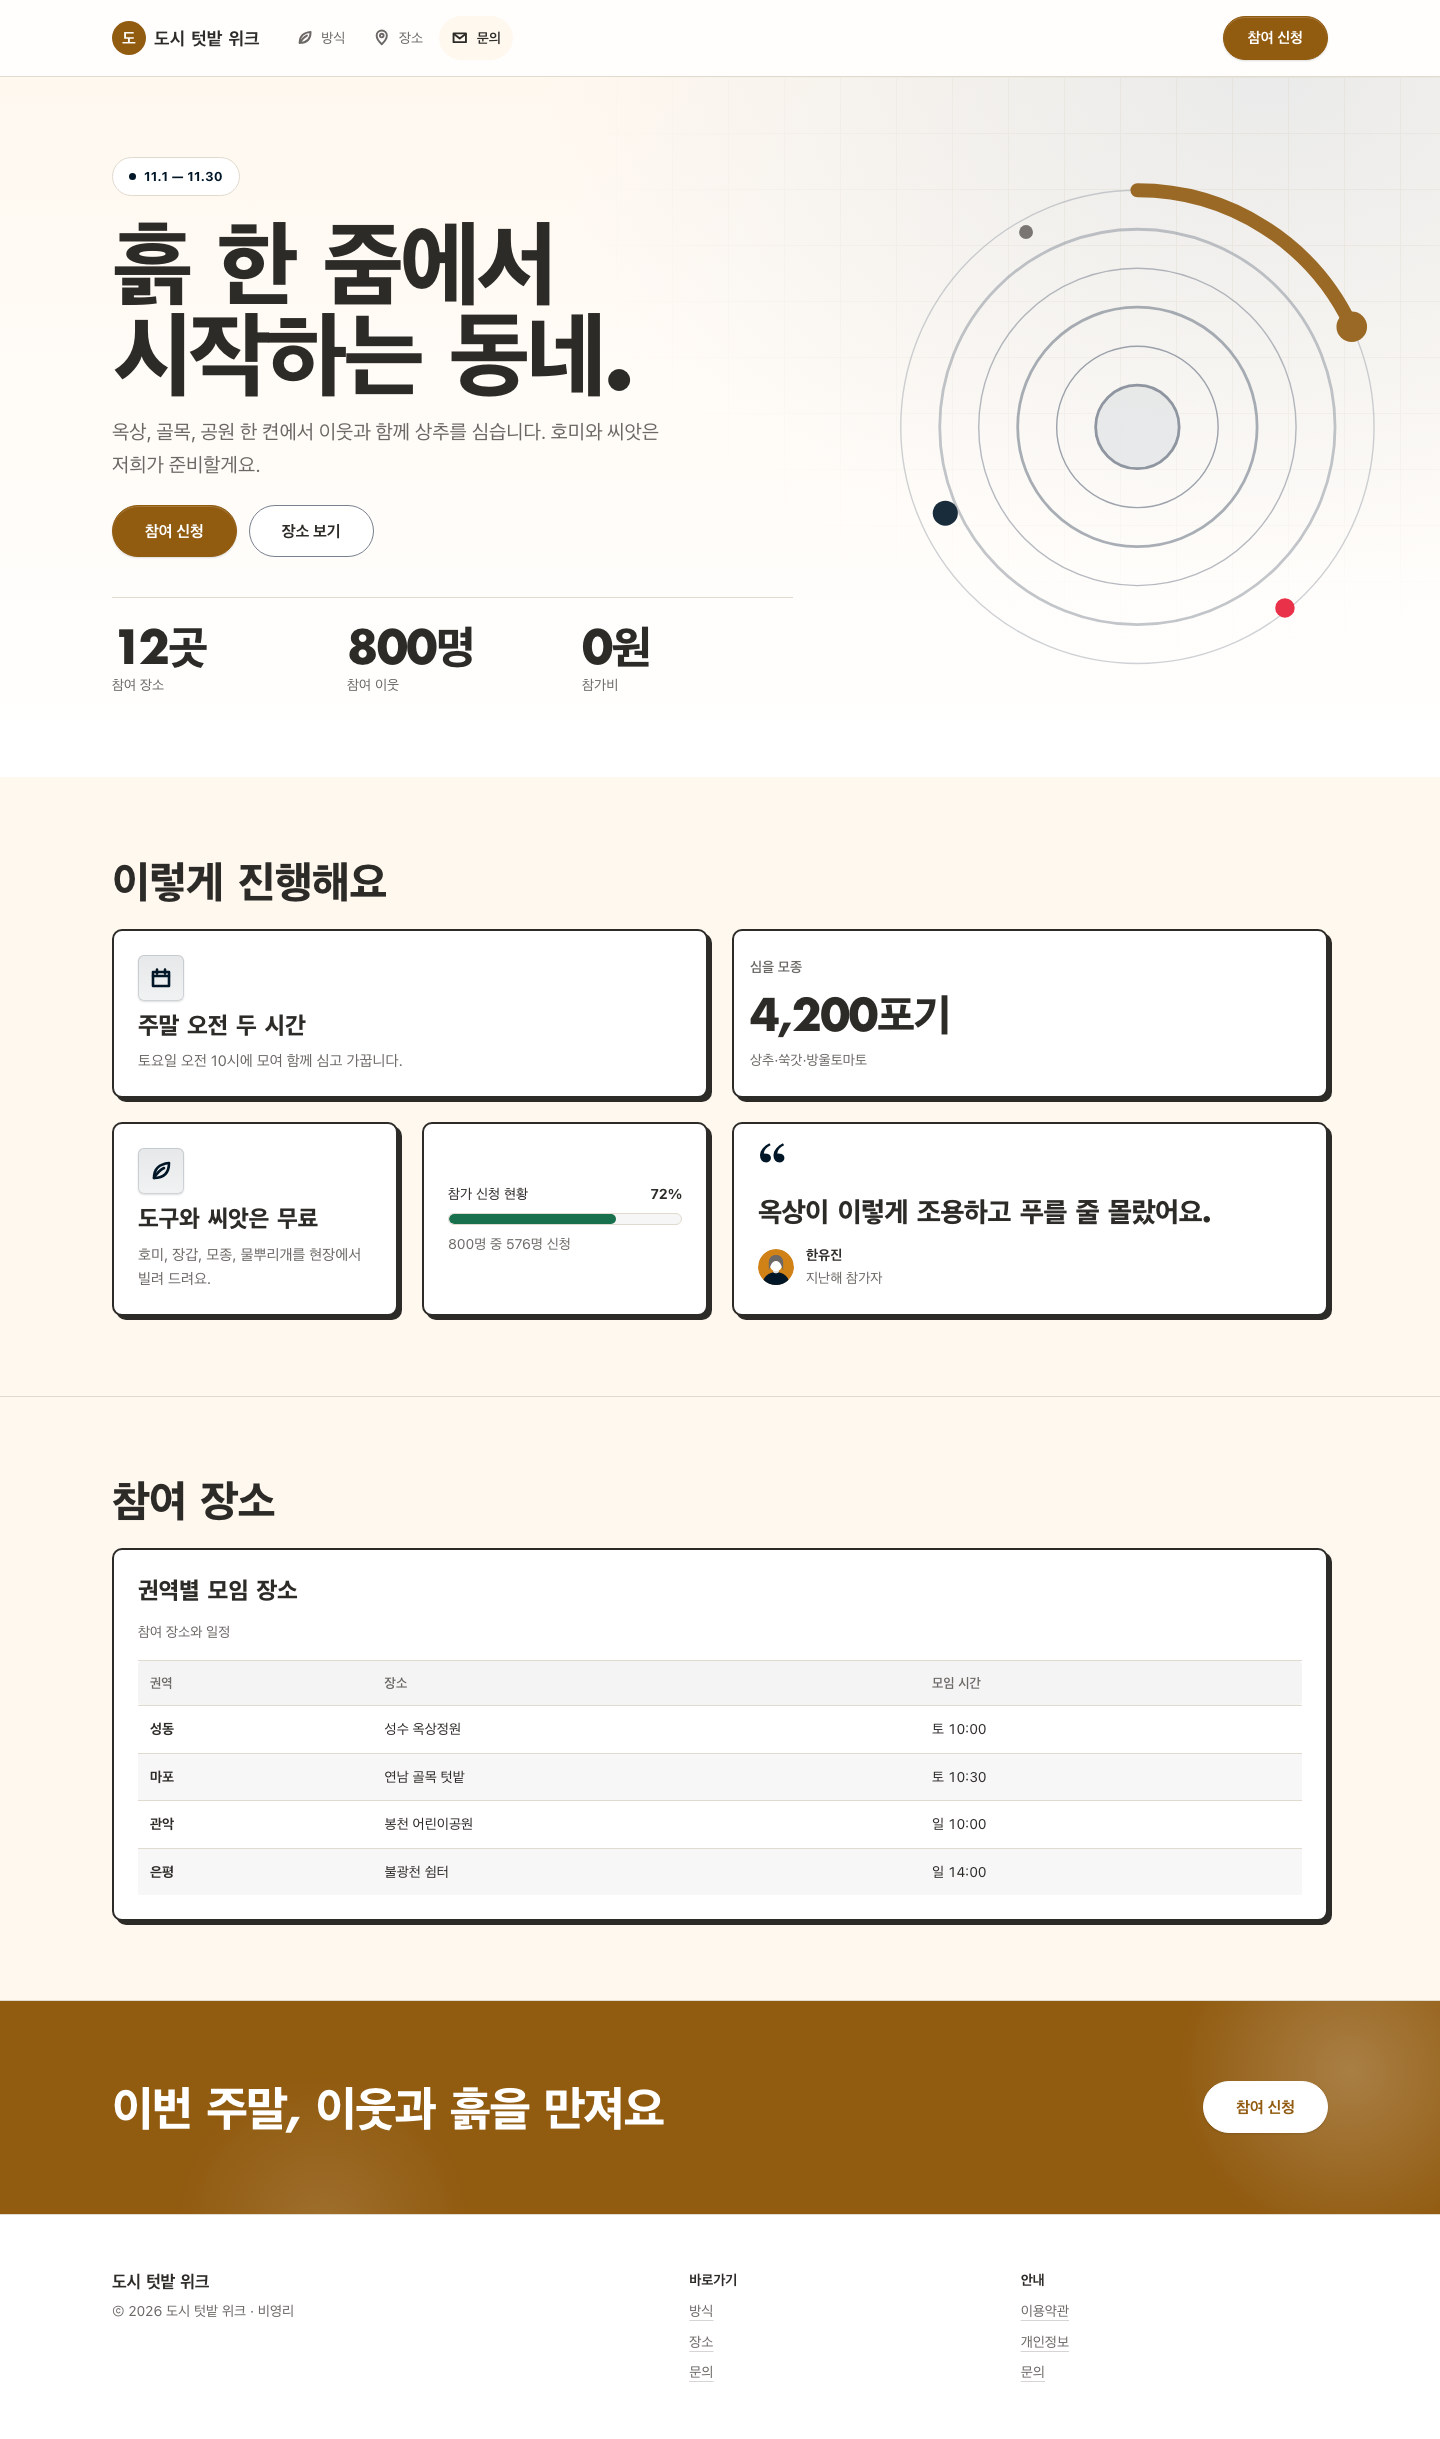 도 도시 텃밭 위크
방식
장소
문의
참여 신청
11.1 — 11.30
흙 한 줌에서
시작하는 동네.
옥상, 골목, 공원 한 켠에서 이웃과 함께 상추를 심습니다. 호미와 씨앗은
저희가 준비할게요.
참여 신청
장소 보기
12곳
참여 장소
800명
참여 이웃
0원
참가비
이렇게 진행해요
주말 오전 두 시간
토요일 오전 10시에 모여 함께 심고 가꿉니다.
심을 모종
4,200포기
상추·쑥갓·방울토마토
도구와 씨앗은 무료
호미, 장갑, 모종, 물뿌리개를 현장에서
빌려 드려요.
참가 신청 현황 72%
800명 중 576명 신청
“
옥상이 이렇게 조용하고 푸를 줄 몰랐어요.
한유진
지난해 참가자
참여 장소
권역별 모임 장소
참여 장소와 일정
권역 장소 모임 시간
성동 성수 옥상정원 토 10:00
마포 연남 골목 텃밭 토 10:30
관악 봉천 어린이공원 일 10:00
은평 불광천 쉼터 일 14:00
이번 주말, 이웃과 흙을 만져요
참여 신청
도시 텃밭 위크
© 2026 도시 텃밭 위크 · 비영리
바로가기
방식
장소
문의
안내
이용약관
개인정보
문의